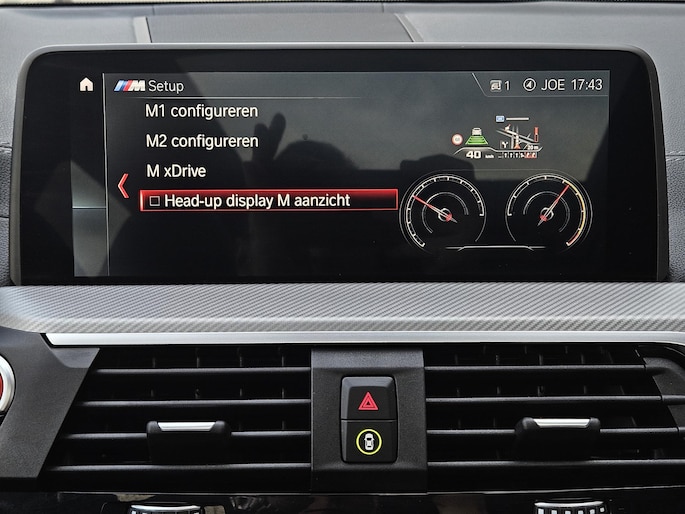 M Setup
1 JOE 17:43
M1 configureren
M2 configureren
M xDrive
Head-up display M aanzicht
40